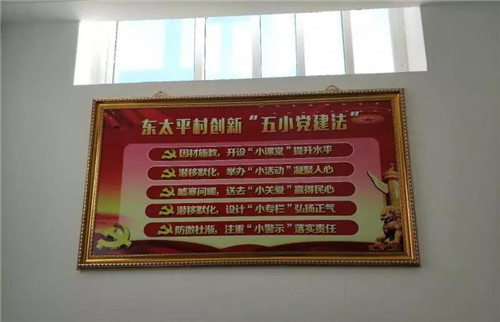 东太平村创新“五小党建法”
因材施教，开设“小课堂”提升水平
潜移默化，举办“小活动”凝聚人心
嘘寒问暖，送去“小关爱”赢得民心
潜移默化，设计“小专栏”弘扬正气
防微杜渐，注重“小警示”落实责任